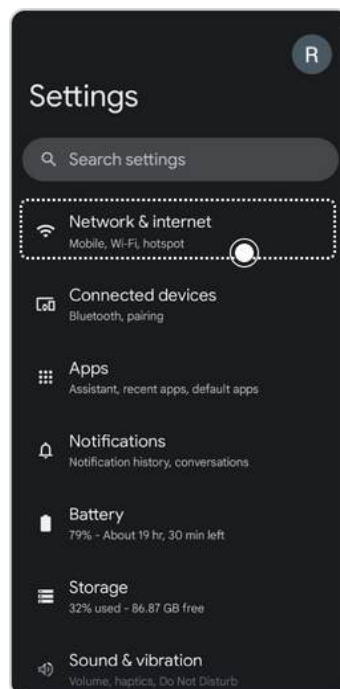 R
Settings
Search settings
Network & internet
Mobile, Wi-Fi, hotspot
Connected devices
Bluetooth, pairing
Apps
Assistant, recent apps, default apps
Notifications
Notification history, conversations
Battery
79% - About 19 hr, 30 min left
Storage
32% used - 86.87 GB free
Sound & vibration
Volume, haptics, Do Not Disturb